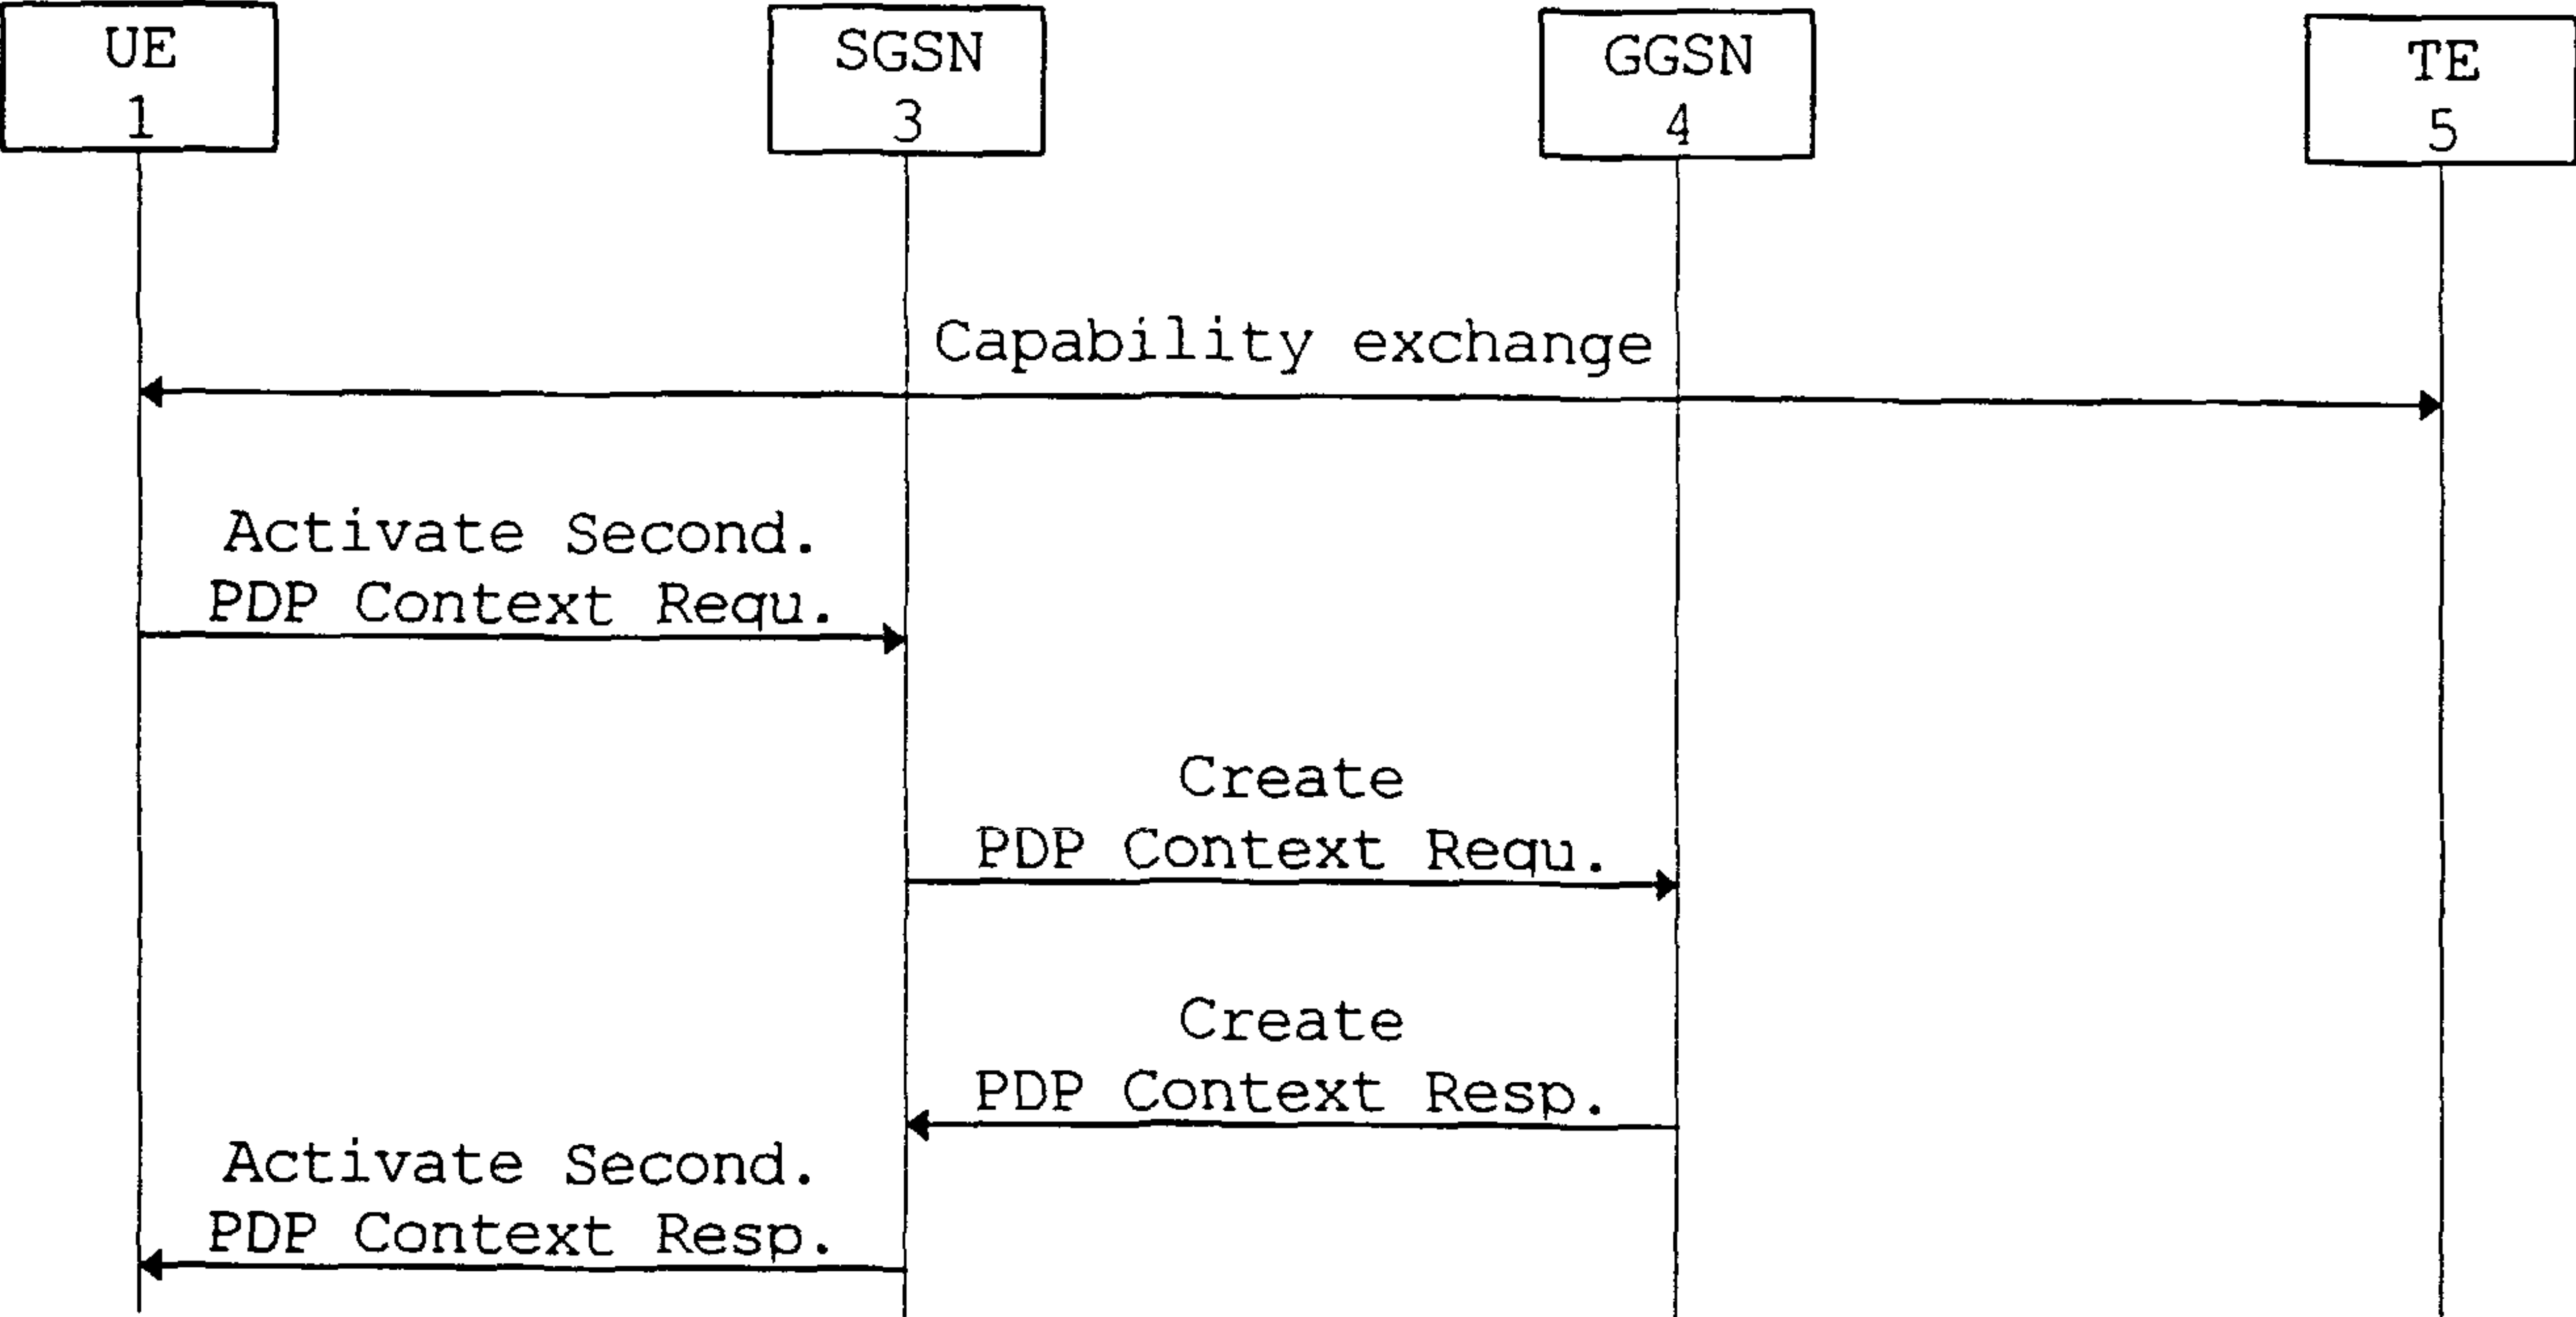 UE
1
SGSN
3
GGSN
4
TE
5
Capability exchange
Activate Second.
PDP Context Requ.
Create
PDP Context Requ.
Create
PDP Context Resp.
Activate Second.
PDP Context Resp.